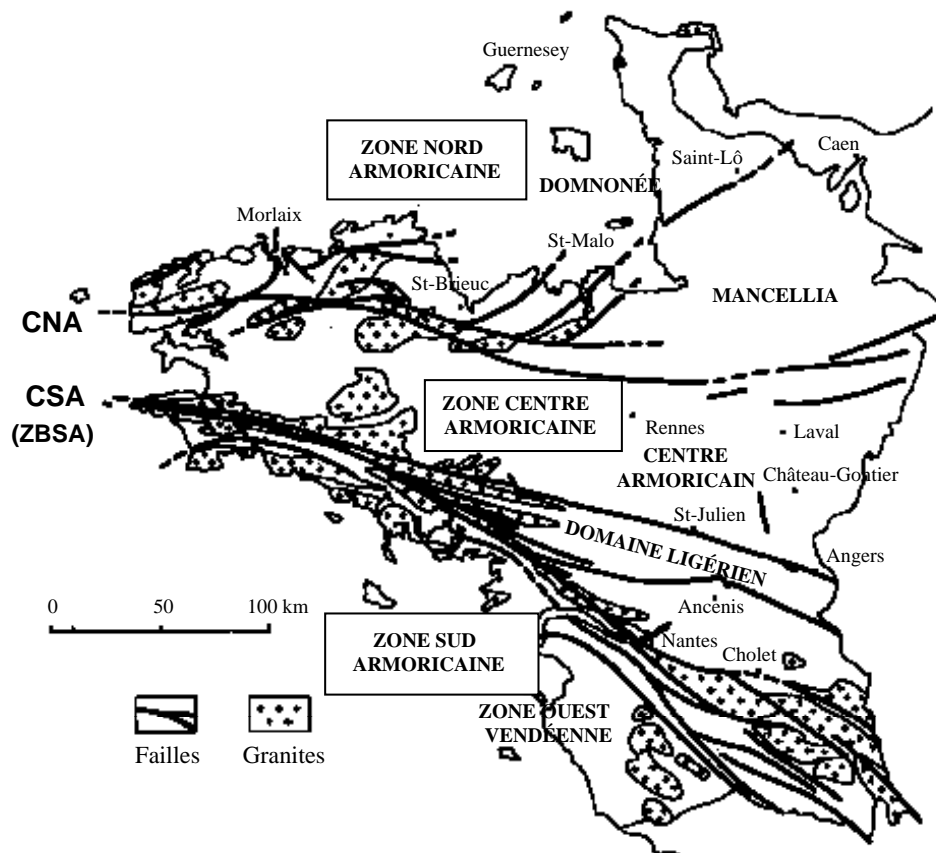 Guernesey
ZONE NORD
ARMORICAINE
Caen
Saint-Lô
DOMNONÉE
Morlaix
St-Malo
St-Brieuc
MANCELLIA
CNA
CSA
(ZBSA)
ZONE CENTRE
ARMORICAINE
Rennes
Laval
CENTRE
ARMORICAIN
Château-Gontier
St-Julien
DOMAINE LIGÉRIEN
Angers
0 50 100 km
Ancenis
ZONE SUD
ARMORICAINE
Nantes
Cholet
ZONE OUEST
VENDÉENNE
Failles
Granites